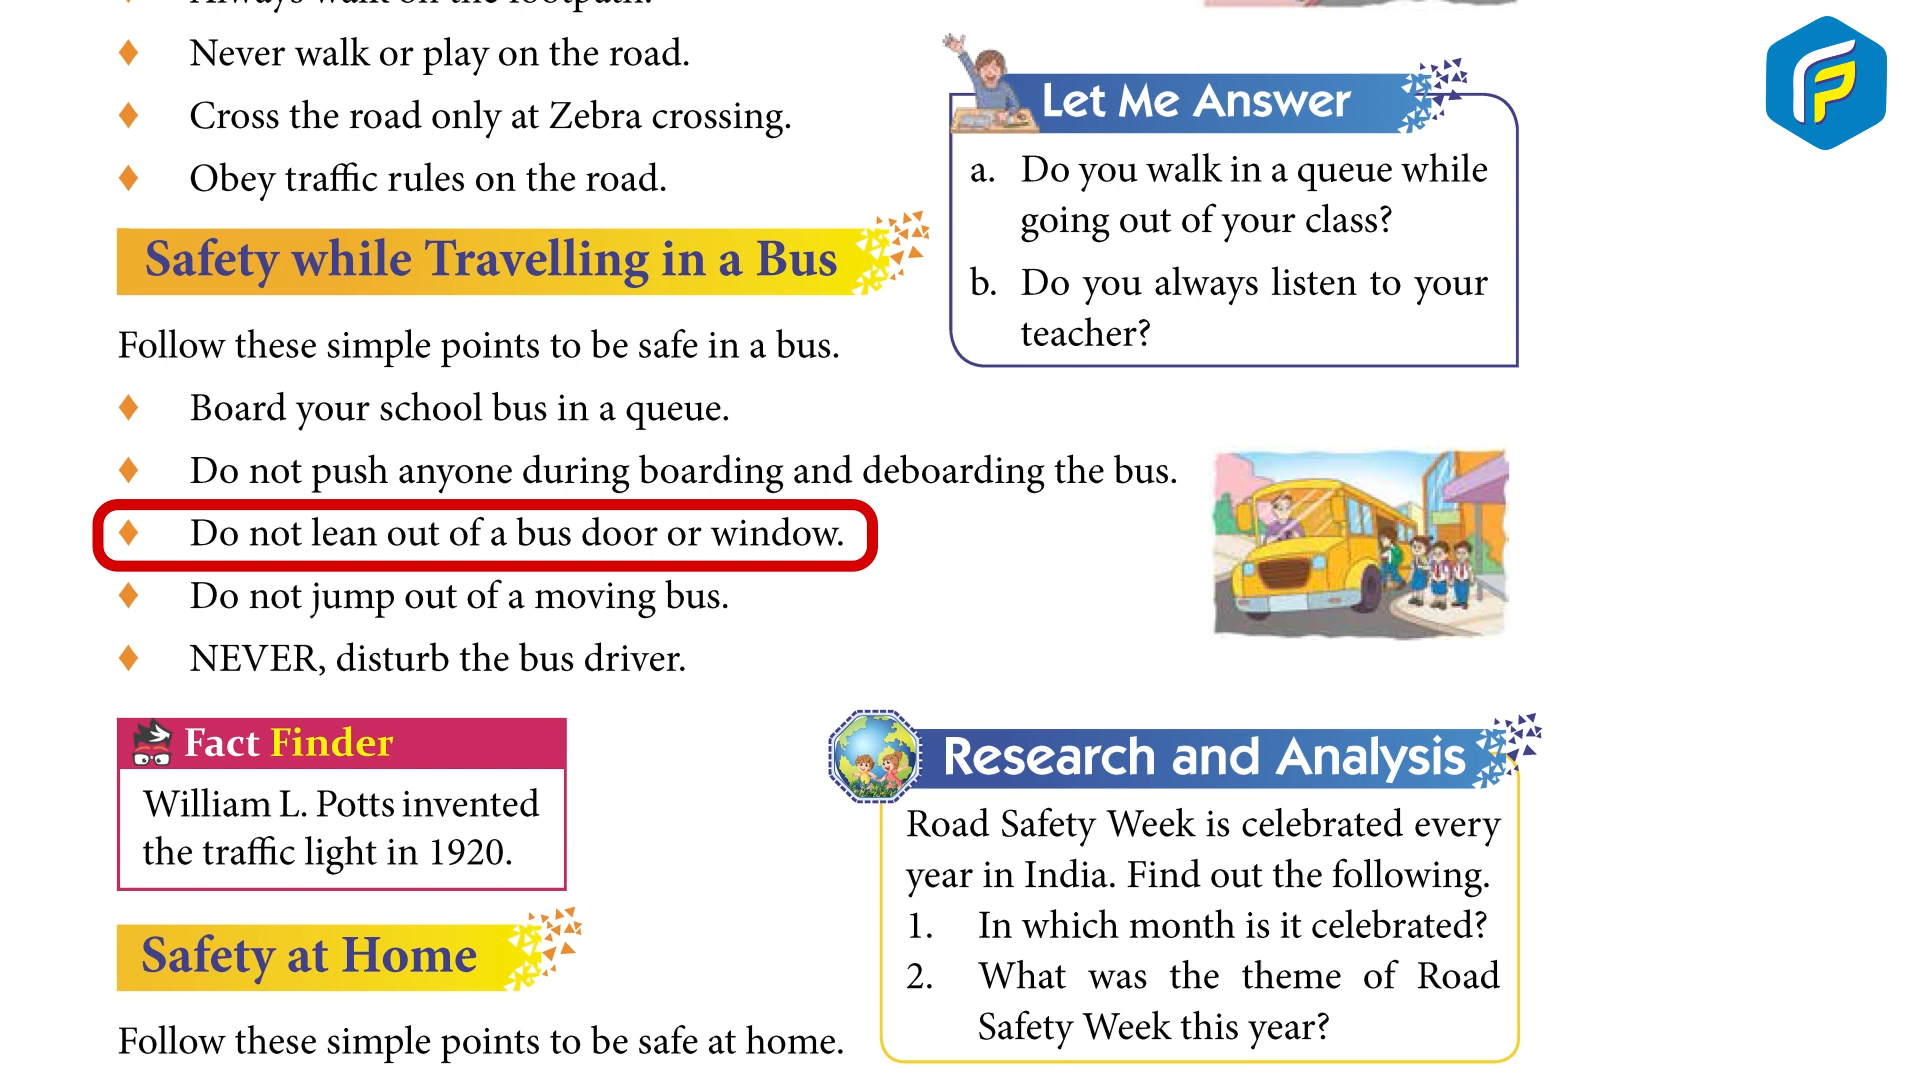 Always walk on the footpath.
Never walk or play on the road.
Cross the road only at Zebra crossing.
Obey traffic rules on the road.
Let Me Answer
a. Do you walk in a queue while
going out of your class?
b. Do you always listen to your
teacher?
Safety while Travelling in a Bus
Follow these simple points to be safe in a bus.
Board your school bus in a queue.
Do not push anyone during boarding and deboarding the bus.
Do not lean out of a bus door or window.
Do not jump out of a moving bus.
NEVER, disturb the bus driver.
Fact Finder
William L. Potts invented
the traffic light in 1920.
Research and Analysis
Road Safety Week is celebrated every
year in India. Find out the following.
1. In which month is it celebrated?
2. What was the theme of Road
Safety Week this year?
Safety at Home
Follow these simple points to be safe at home.